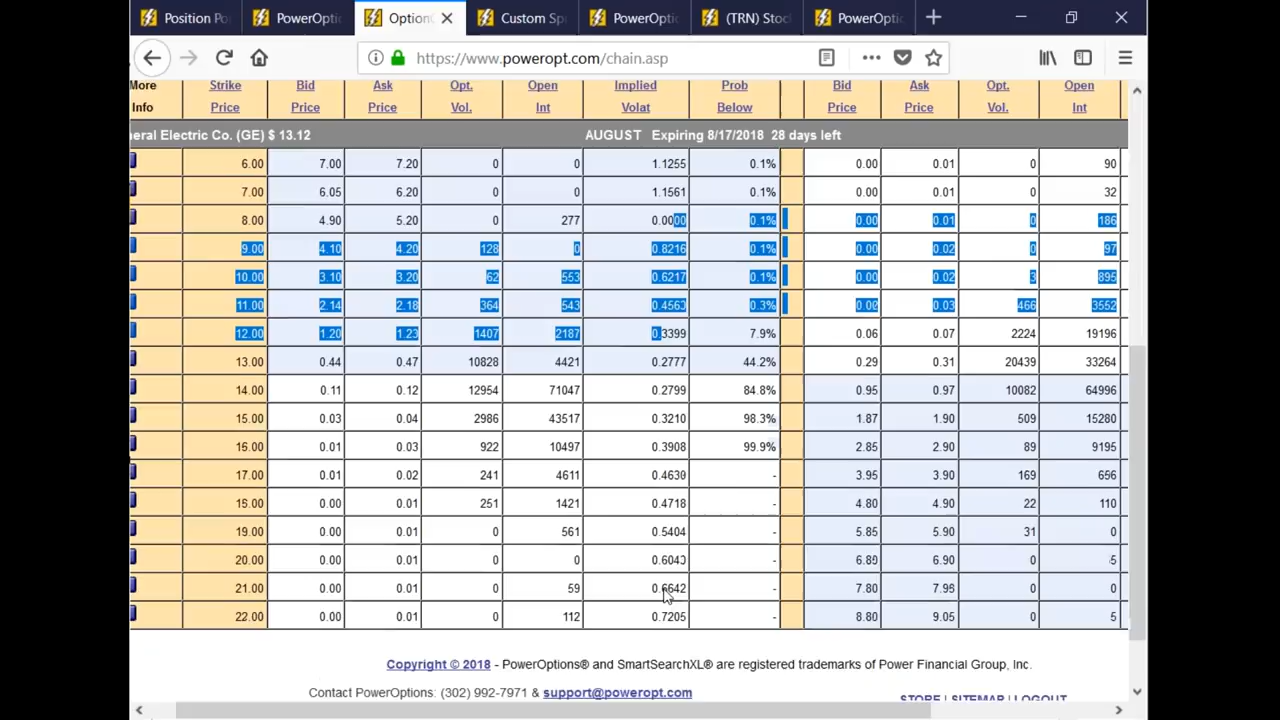 Position Po
PowerOptio
Option
Custom Sp
PowerOptio
(TRN) Stoc
PowerOptio
https://www.poweropt.com/chain.asp
More Strike Bid Ask Opt. Open Implied Prob Bid Ask Opt. Open
Info Price Price Price Vol. Int Volat Below Price Price Vol. Int
eral Electric Co. (GE) $ 13.12 AUGUST Expiring 8/17/2018 28 days left
6.00 7.00 7.20 0 0 1.1255 0.1% 0.00 0.01 0 90
7.00 6.05 6.20 0 0 1.1561 0.1% 0.00 0.01 0 32
8.00 4.90 5.20 0 277 0.0000 0.1% 0.00 0.01 0 186
9.00 4.10 4.20 128 0 0.8216 0.1% 0.00 0.02 0 97
10.00 3.10 3.20 62 553 0.6217 0.1% 0.00 0.02 3 895
11.00 2.14 2.18 364 543 0.4563 0.3% 0.03 466 3552
12.00 1.20 1.23 1407 2187 0.3399 7.9% 0.06 0.07 2224 19196
13.00 0.44 0.47 10828 4421 0.2777 44.2% 0.29 0.31 20439 33264
14.00 0.11 0.12 12954 71047 0.2799 84.8% 0.95 0.97 10082 64996
15.00 0.03 0.04 2986 43517 0.3210 98.3% 1.87 1.90 509 15280
16.00 0.01 0.03 922 10497 0.3908 99.9% 2.85 2.90 89 9195
17.00 0.01 0.02 241 4611 0.4630 - 3.95 3.90 169 656
18.00 0.00 0.01 251 1421 0.4718 - 4.80 4.90 22 110
19.00 0.00 0.01 0 561 0.5404 - 5.85 5.90 31 0
20.00 0.00 0.01 0 0 0.6043 - 6.89 6.90 0 5
21.00 0.00 0.01 0 59 0.6642 - 7.80 0 0
22.00 0.00 0.01 0 112 0.7205 - 8.80 9.05 0 5
Copyright © 2018 - PowerOptions® and SmartSearchXL® are registered trademarks of Power Financial Group, Inc.
Contact PowerOptions: (302) 992-7971 & support@poweropt.com
STORE | SITEMAP | LOGOUT